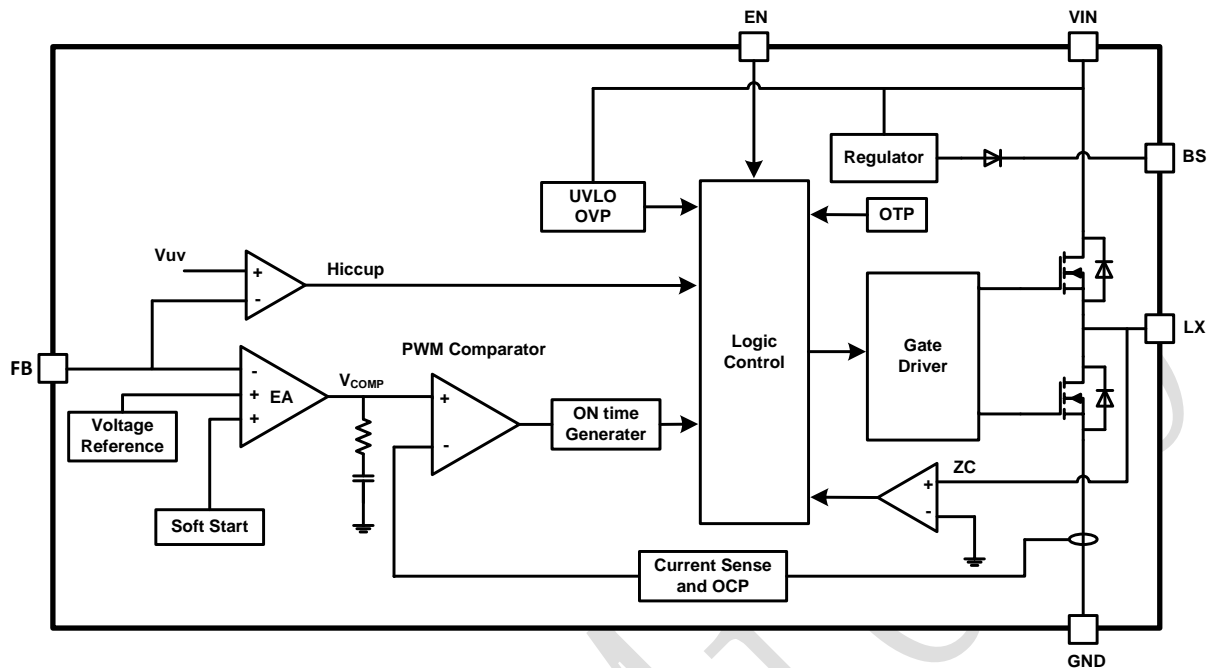 EN
VIN
Regulator
BS
UVLO
OVP
OTP
Vuv
+
-
Hiccup
Logic
Control
Gate
Driver
LX
FB
PWM Comparator
-
+
+
EA
VCOMP
+
-
ON time
Generater
Voltage
Reference
Soft Start
ZC
+
-
Current Sense
and OCP
GND